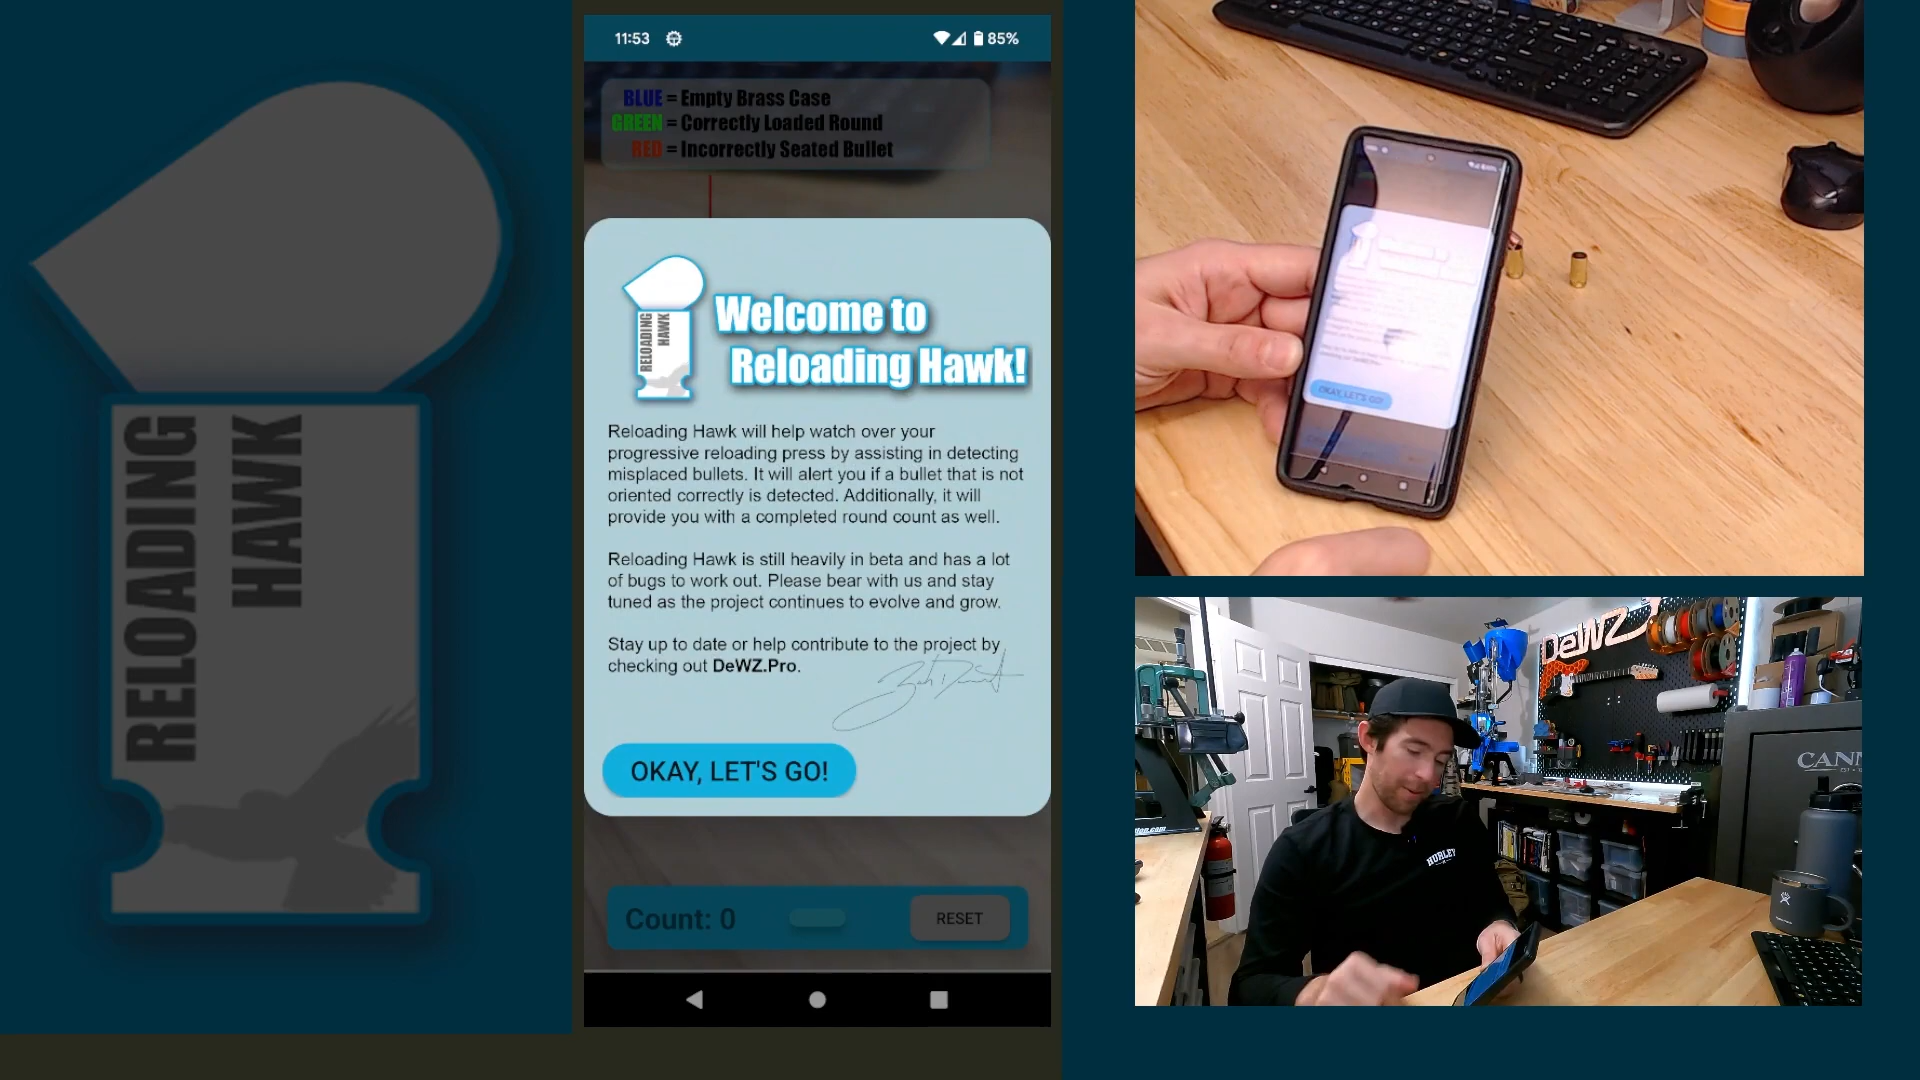 RELOADING
HAWK
11:53
85%
BLUE = Empty Brass Case
GREEN = Correctly Loaded Round
RED = Incorrectly Seated Bullet
RELOADING
HAWK
Welcome to
Reloading Hawk!
Reloading Hawk will help watch over your
progressive reloading press by assisting in detecting
misplaced bullets. It will alert you if a bullet that is not
oriented correctly is detected. Additionally, it will
provide you with a completed round count as well.
Reloading Hawk is still heavily in beta and has a lot
of bugs to work out. Please bear with us and stay
tuned as the project continues to evolve and grow.
Stay up to date or help contribute to the project by
checking out DeWZ.Pro.
OKAY, LET'S GO!
Count: 0
RESET
OKAY, LET'S GO!
DeWZ
HURLEY
CANN